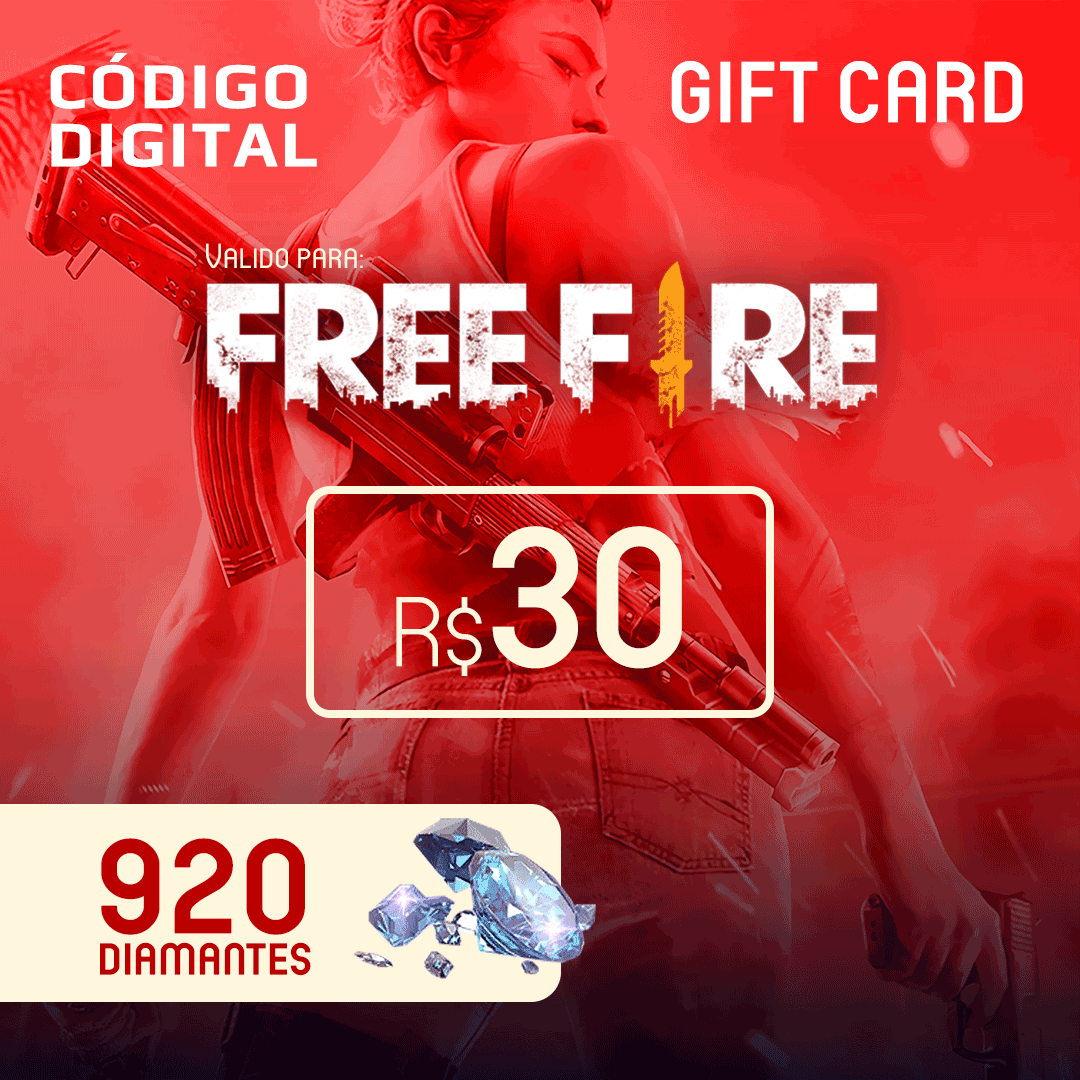 CÓDIGO
DIGITAL
GIFT CARD
VALIDO PARA:
FREE FIRE
R$30
920
DIAMANTES